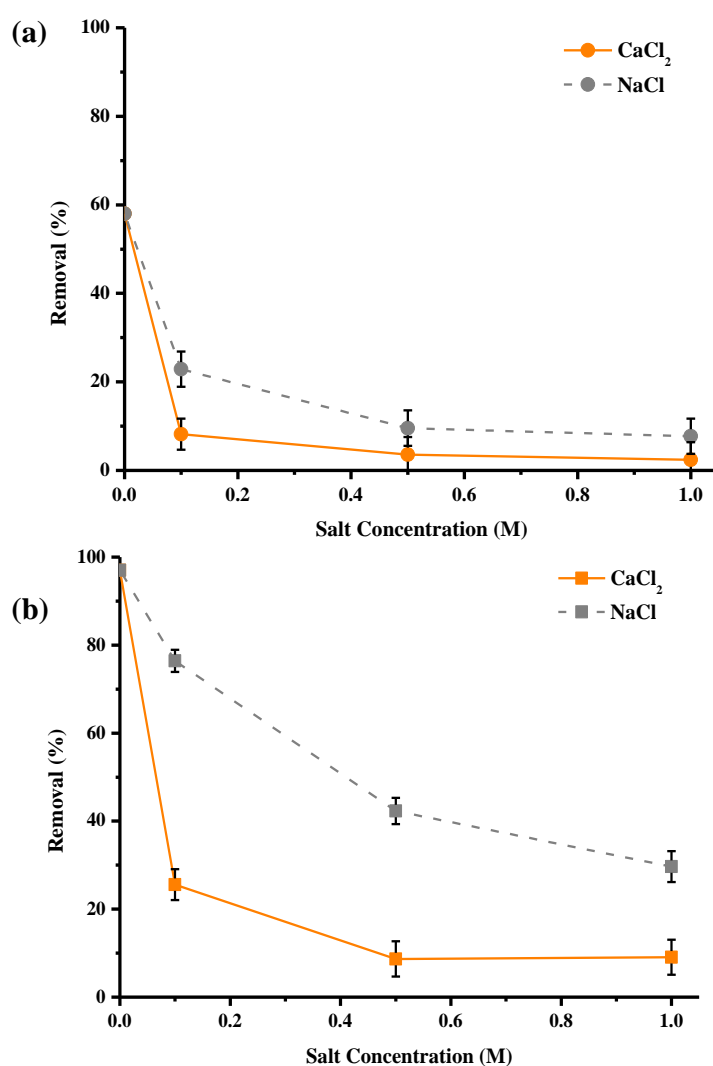 (a)
100
80
60
40
20
0
Removal (%)
CaCl₂
NaCl
0.0 0.2 0.4 0.6 0.8 1.0
Salt Concentration (M)
(b)
100
80
60
40
20
0
Removal (%)
CaCl₂
NaCl
0.0 0.2 0.4 0.6 0.8 1.0
Salt Concentration (M)